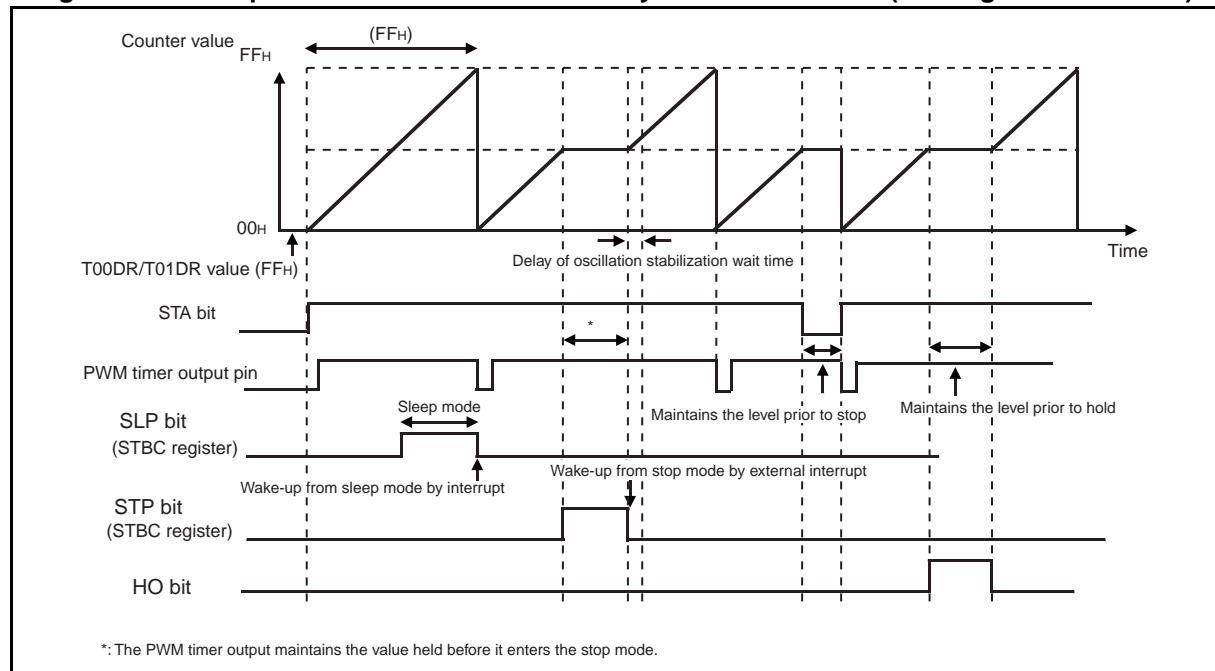 Counter value
FFH
(FFH)
00H
Time
T00DR/T01DR value (FFH)
Delay of oscillation stabilization wait time
STA bit
*
PWM timer output pin
Maintains the level prior to stop
Maintains the level prior to hold
Sleep mode
SLP bit
(STBC register)
Wake-up from sleep mode by interrupt
Wake-up from stop mode by external interrupt
STP bit
(STBC register)
HO bit
*: The PWM timer output maintains the value held before it enters the stop mode.